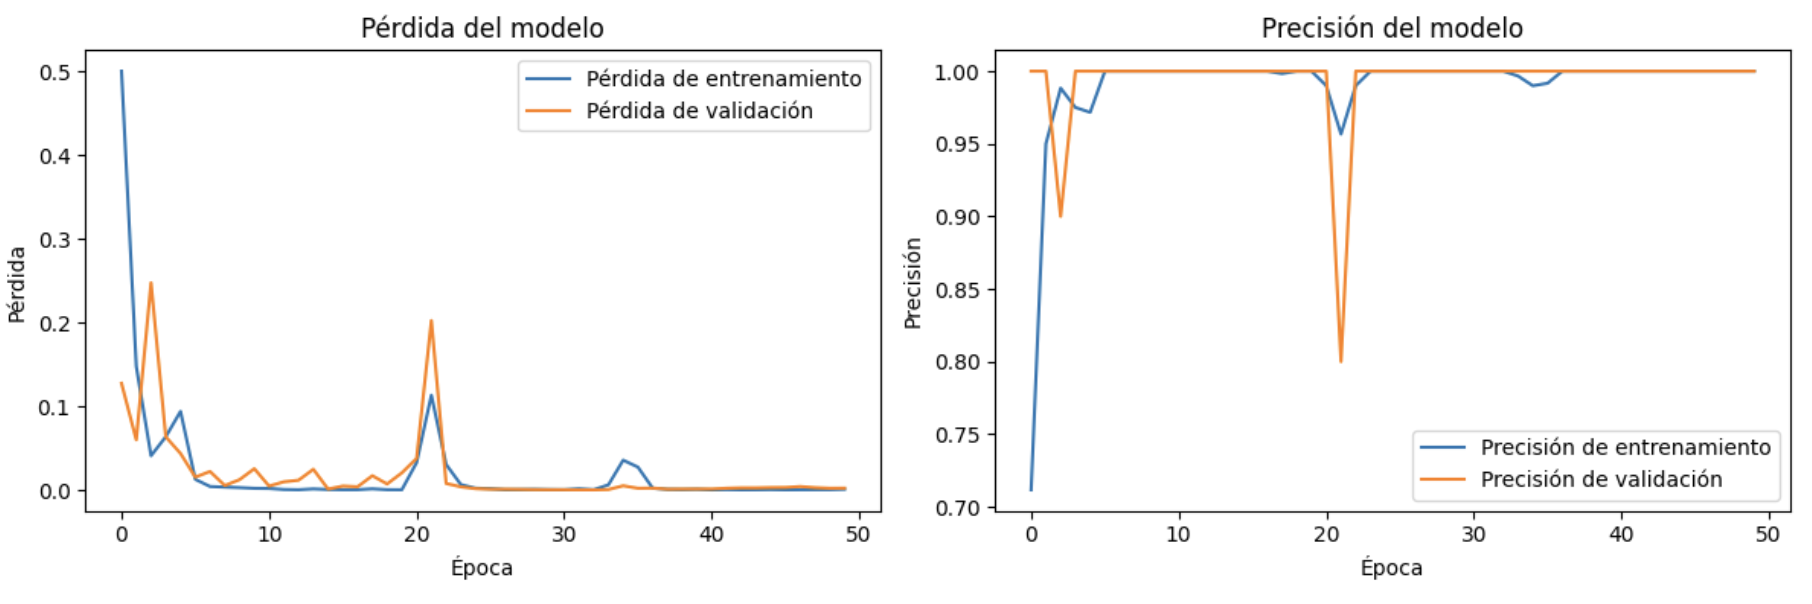 Pérdida del modelo
0.5
0.4
0.3
0.2
0.1
0.0
Pérdida
Pérdida de entrenamiento
Pérdida de validación
0
10
20
30
40
50
Época
Precisión del modelo
1.00
0.95
0.90
0.85
0.80
0.75
0.70
Precisión
Precisión de entrenamiento
Precisión de validación
0
10
20
30
40
50
Época